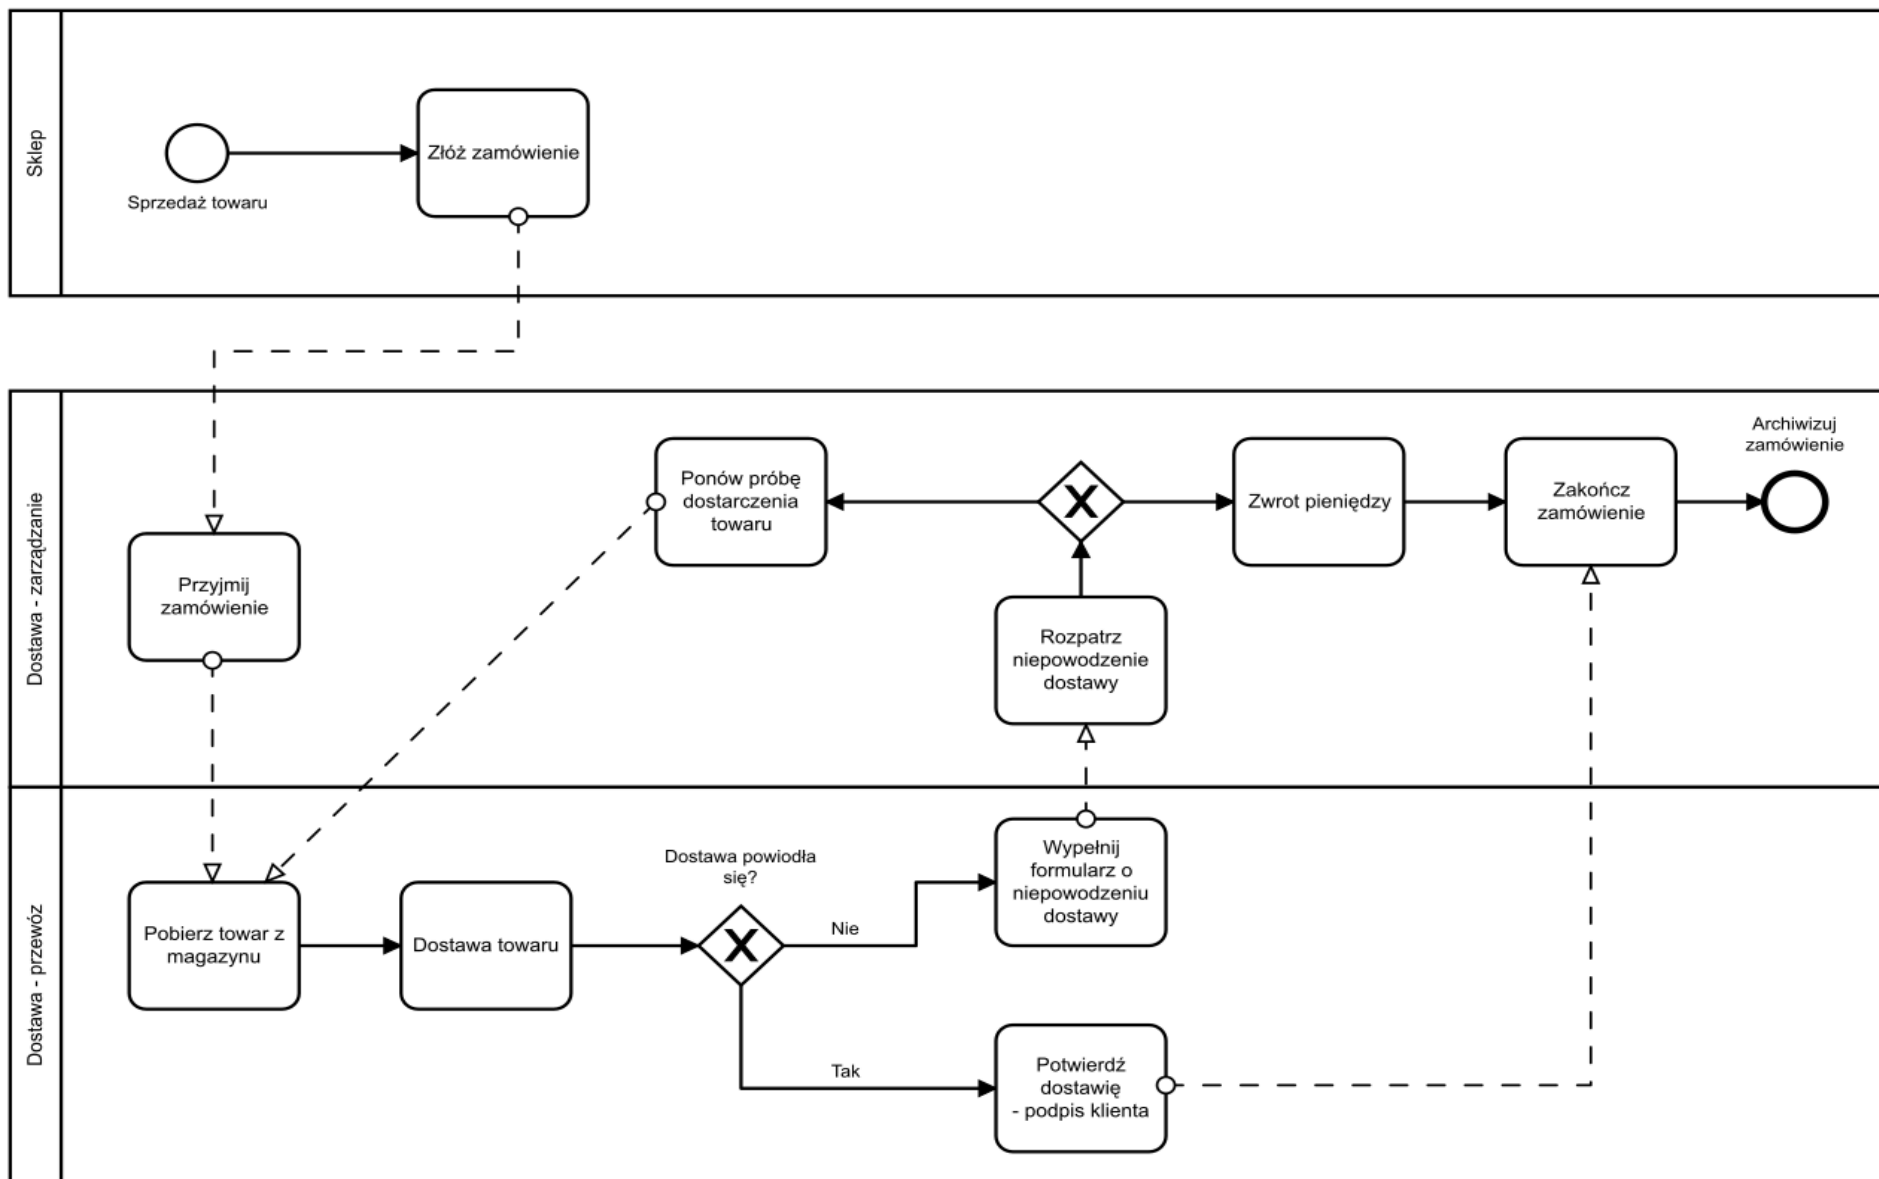 Sklep
Sprzedaż towaru
Złóż zamówienie
Dostawa - zarządzanie
Przyjmij
zamówienie
Ponów próbę
dostarczenia
towaru
X
Zwrot pieniędzy
Zakończ
zamówienie
Archiwizuj
zamówienie
Rozpatrz
niepowodzenie
dostawy
Dostawa - przewóz
Pobierz towar z
magazynu
Dostawa towaru
Dostawa powiodła
się?
X
Nie
Wypełnij
formularz o
niepowodzeniu
dostawy
Tak
Potwierdź
dostawię
- podpis klienta